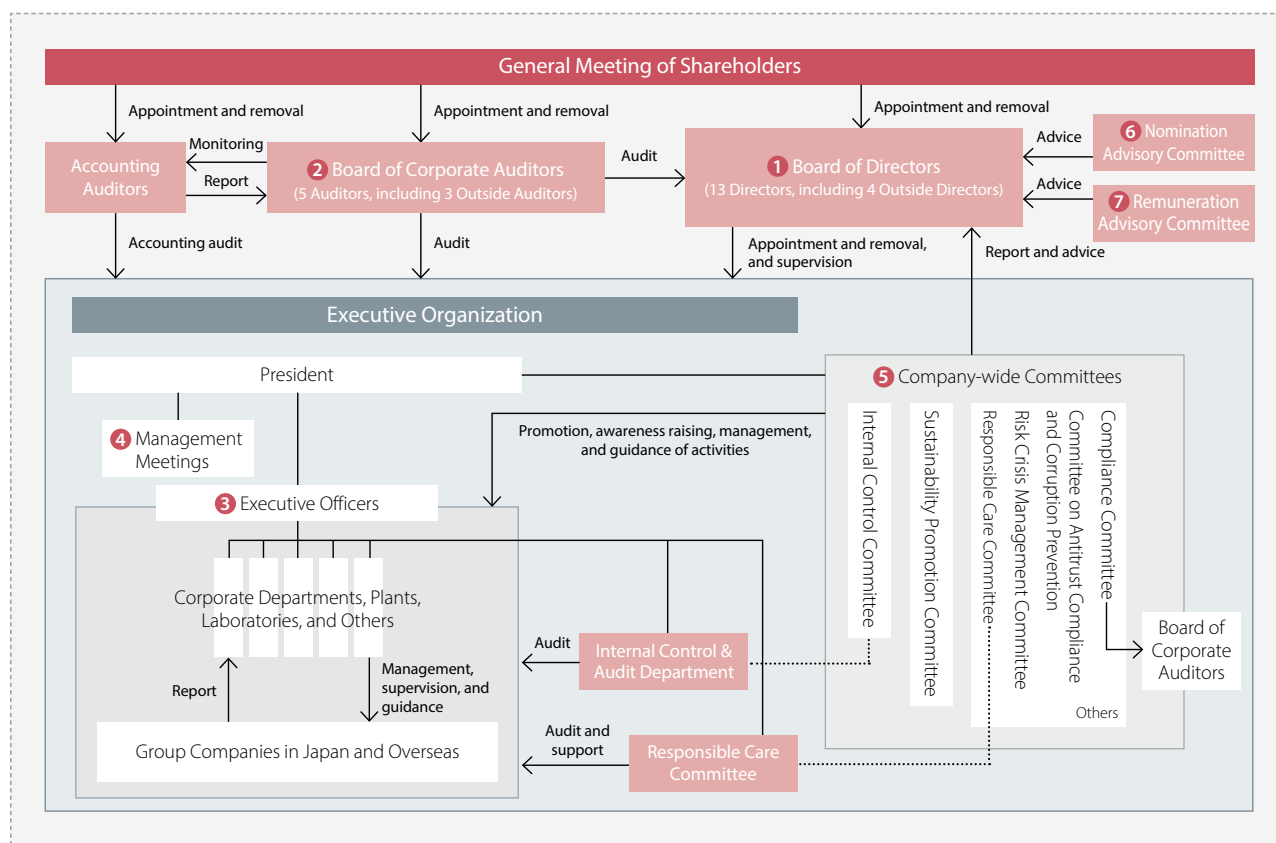 General Meeting of Shareholders
Appointment and removal
Appointment and removal
Appointment and removal
Accounting
Auditors
Monitoring
Report
2 Board of Corporate Auditors
(5 Auditors, including 3 Outside Auditors)
Audit
1 Board of Directors
(13 Directors, including 4 Outside Directors)
Advice
6 Nomination
Advisory Committee
Advice
7 Remuneration
Advisory Committee
Accounting audit
Audit
Appointment and removal,
and supervision
Report and advice
Executive Organization
President
4 Management
Meetings
3 Executive Officers
Promotion, awareness raising, management,
and guidance of activities
5 Company-wide Committees
Internal Control Committee
Sustainability Promotion Committee
Responsible Care Committee
Risk Crisis Management Committee
Committee on Antitrust Compliance
and Corruption Prevention
Compliance Committee
Others
Board of
Corporate
Auditors
Corporate Departments, Plants,
Laboratories, and Others
Report
Management,
supervision, and
guidance
Group Companies in Japan and Overseas
Audit
Internal Control &
Audit Department
Audit and
support
Responsible Care
Committee